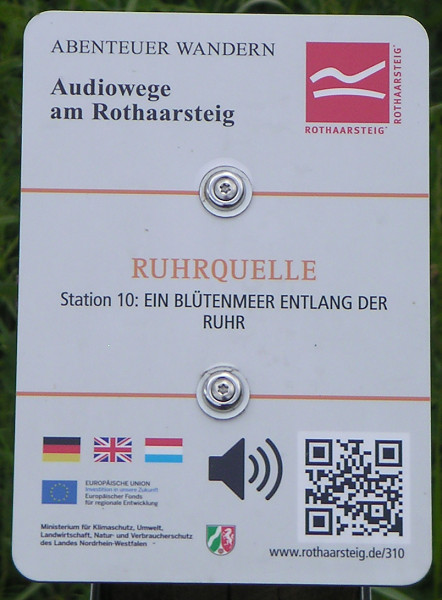 ABENTEUER WANDERN
Audiowege
am Rothaarsteig
ROTHAARSTEIG
ROTHAARSTEIG
RUHRQUELLE
Station 10: EIN BLÜTENMEER ENTLANG DER
RUHR
EUROPÄISCHE UNION
Investition in unsere Zukunft
Europäischer Fonds
für regionale Entwicklung
Ministerium für Klimaschutz, Umwelt,
Landwirtschaft, Natur- und Verbraucherschutz
des Landes Nordrhein-Westfalen
www.rothaarsteig.de/310